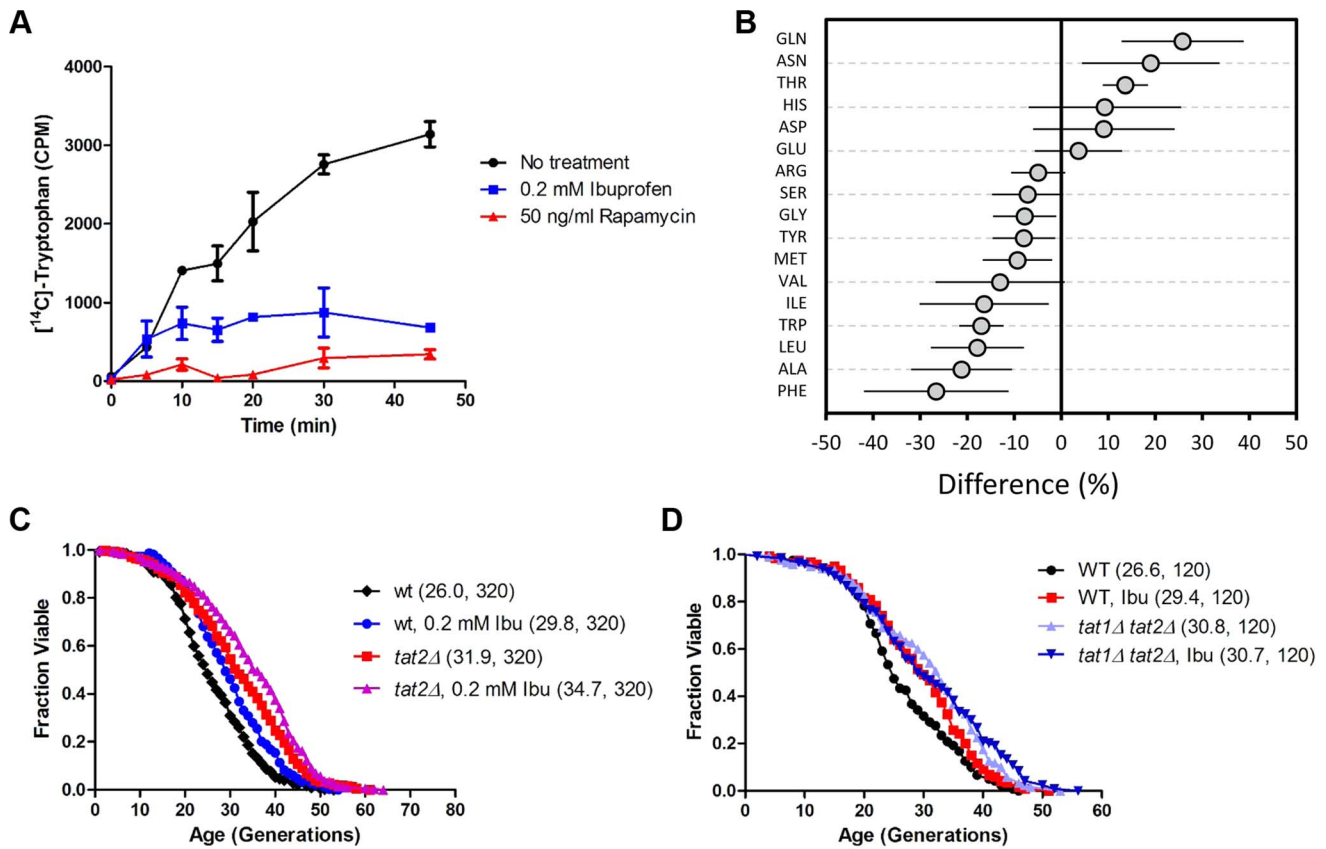 A
4000
3000
2000
1000
0
[¹⁴C]-Tryptophan (CPM)
0 10 20 30 40 50
Time (min)
No treatment
0.2 mM Ibuprofen
50 ng/ml Rapamycin
B
GLN
ASN
THR
HIS
ASP
GLU
ARG
SER
GLY
TYR
MET
VAL
ILE
TRP
LEU
ALA
PHE
-50 -40 -30 -20 -10 0 10 20 30 40 50
Difference (%)
C
1.0
0.8
0.6
0.4
0.2
0.0
Fraction Viable
0 10 20 30 40 50 60 70 80
Age (Generations)
wt (26.0, 320)
wt, 0.2 mM Ibu (29.8, 320)
tat2Δ (31.9, 320)
tat2Δ, 0.2 mM Ibu (34.7, 320)
D
1.0
0.8
0.6
0.4
0.2
0.0
Fraction Viable
0 10 20 30 40 50 60
Age (Generations)
WT (26.6, 120)
WT, Ibu (29.4, 120)
tat1Δ tat2Δ (30.8, 120)
tat1Δ tat2Δ, Ibu (30.7, 120)